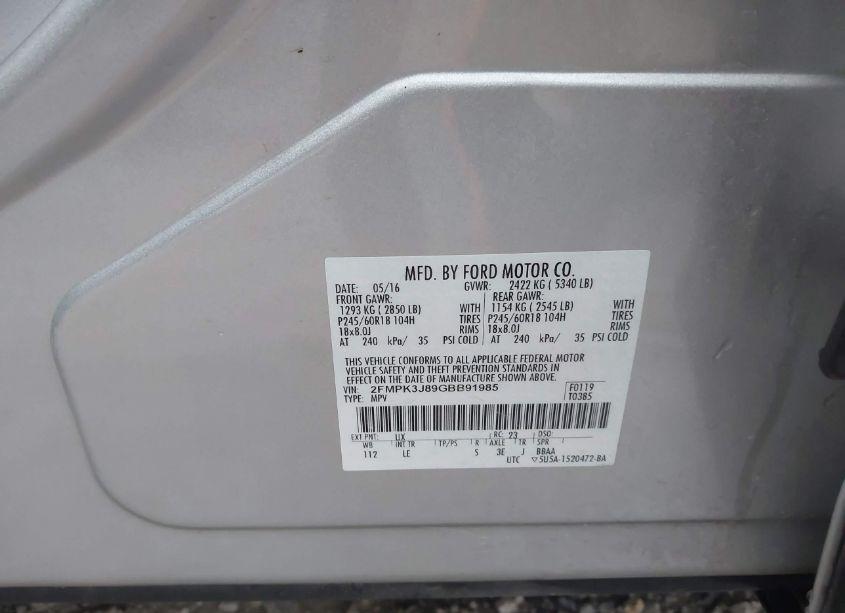 MFD. BY FORD MOTOR CO.
DATE: 05/16 GVWR: 2422 KG ( 5340 LB)
FRONT GAWR: REAR GAWR:
1293 KG ( 2850 LB) WITH 1154 KG ( 2545 LB) WITH
P245/60R18 104H TIRES P245/60R18 104H TIRES
18x8.0J RIMS 18x8.0J RIMS
AT 240 kPa/ 35 PSI COLD AT 240 kPa/ 35 PSI COLD
THIS VEHICLE CONFORMS TO ALL APPLICABLE FEDERAL MOTOR
VEHICLE SAFETY AND THEFT PREVENTION STANDARDS IN
EFFECT ON THE DATE OF MANUFACTURE SHOWN ABOVE.
VIN: 2FMPK3J89GBB91985 F0119
TYPE: MPV T0385
EXT PNT: UX RC: 23 DSO:
WB INT TR TP/PS R AXLE TR SPR
112 LE S 3E J BBAA
UTC ▽5U5A-1520472-BA